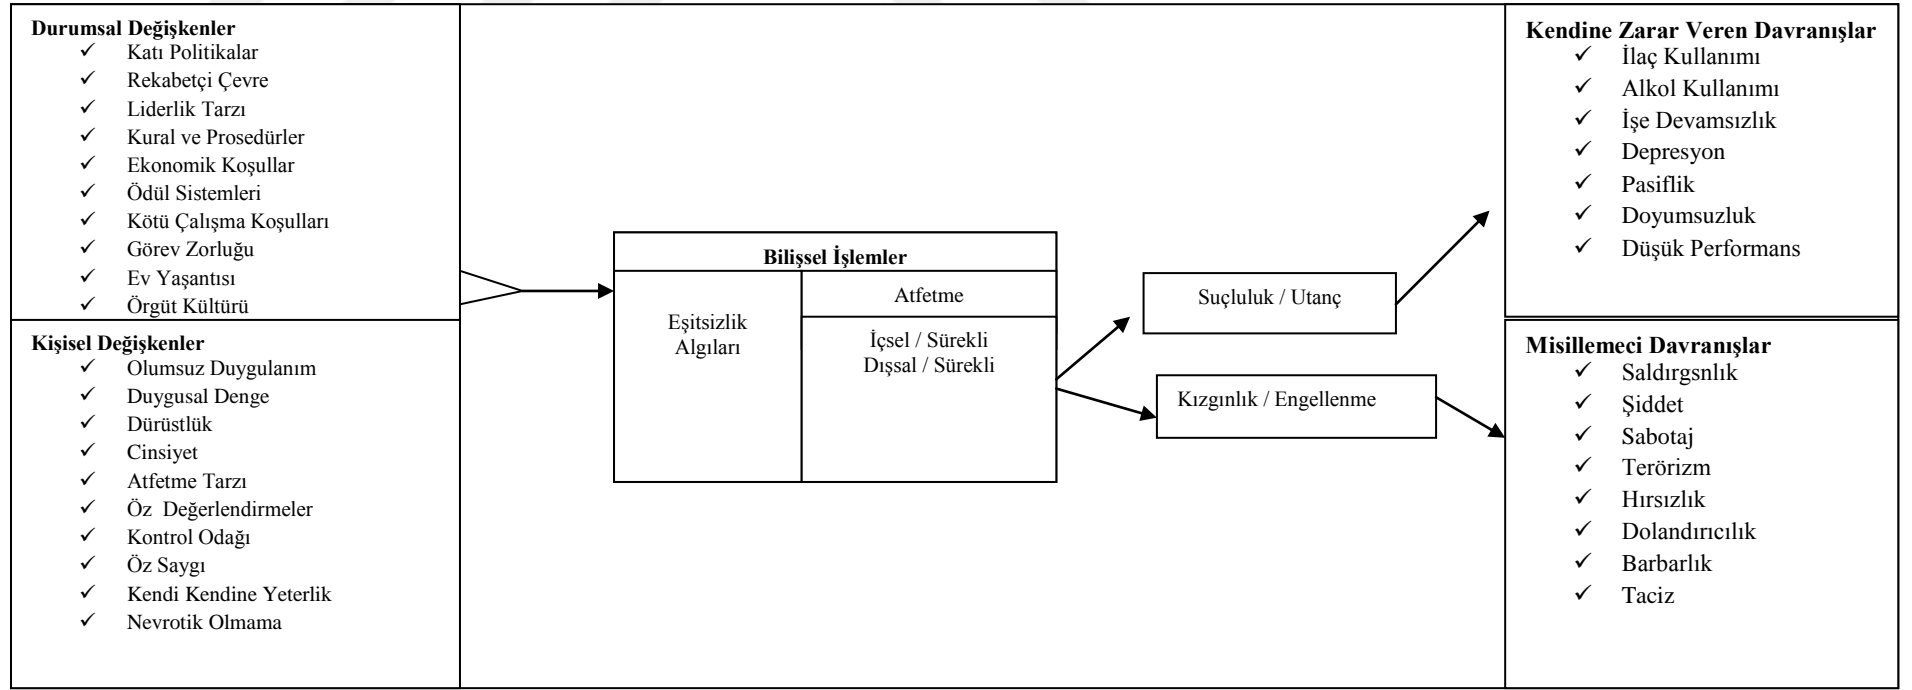 Durumsal Değişkenler
✓ Katı Politikalar
✓ Rekabetçi Çevre
✓ Liderlik Tarzı
✓ Kural ve Prosedürler
✓ Ekonomik Koşullar
✓ Ödül Sistemleri
✓ Kötü Çalışma Koşulları
✓ Görev Zorluğu
✓ Ev Yaşantısı
✓ Örgüt Kültürü
Kişisel Değişkenler
✓ Olumsuz Duygulanım
✓ Duygusal Denge
✓ Dürüstlük
✓ Cinsiyet
✓ Atfetme Tarzı
✓ Öz Değerlendirmeler
✓ Kontrol Odağı
✓ Öz Saygı
✓ Kendi Kendine Yeterlik
✓ Nevrotik Olmama
Bilişsel İşlemler
Eşitsizlik
Algıları
Atfetme
İçsel / Sürekli
Dışsal / Sürekli
Suçluluk / Utanç
Kızgınlık / Engellenme
Kendine Zarar Veren Davranışlar
✓ İlaç Kullanımı
✓ Alkol Kullanımı
✓ İşe Devamsızlık
✓ Depresyon
✓ Pasiflik
✓ Doyumsuzluk
✓ Düşük Performans
Misillemeci Davranışlar
✓ Saldırgsnlık
✓ Şiddet
✓ Sabotaj
✓ Terörizm
✓ Hırsızlık
✓ Dolandırıcılık
✓ Barbarlık
✓ Taciz